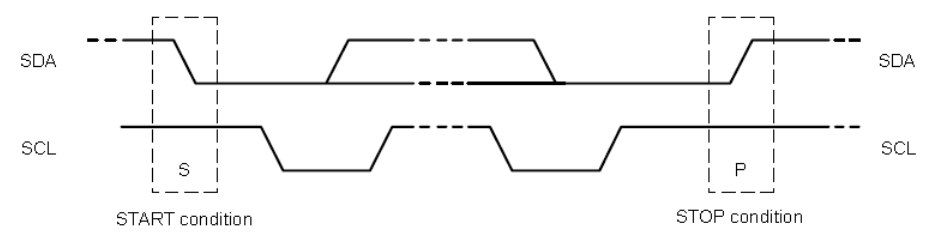 SDA SDA
SCL SCL
S P
START condition STOP condition